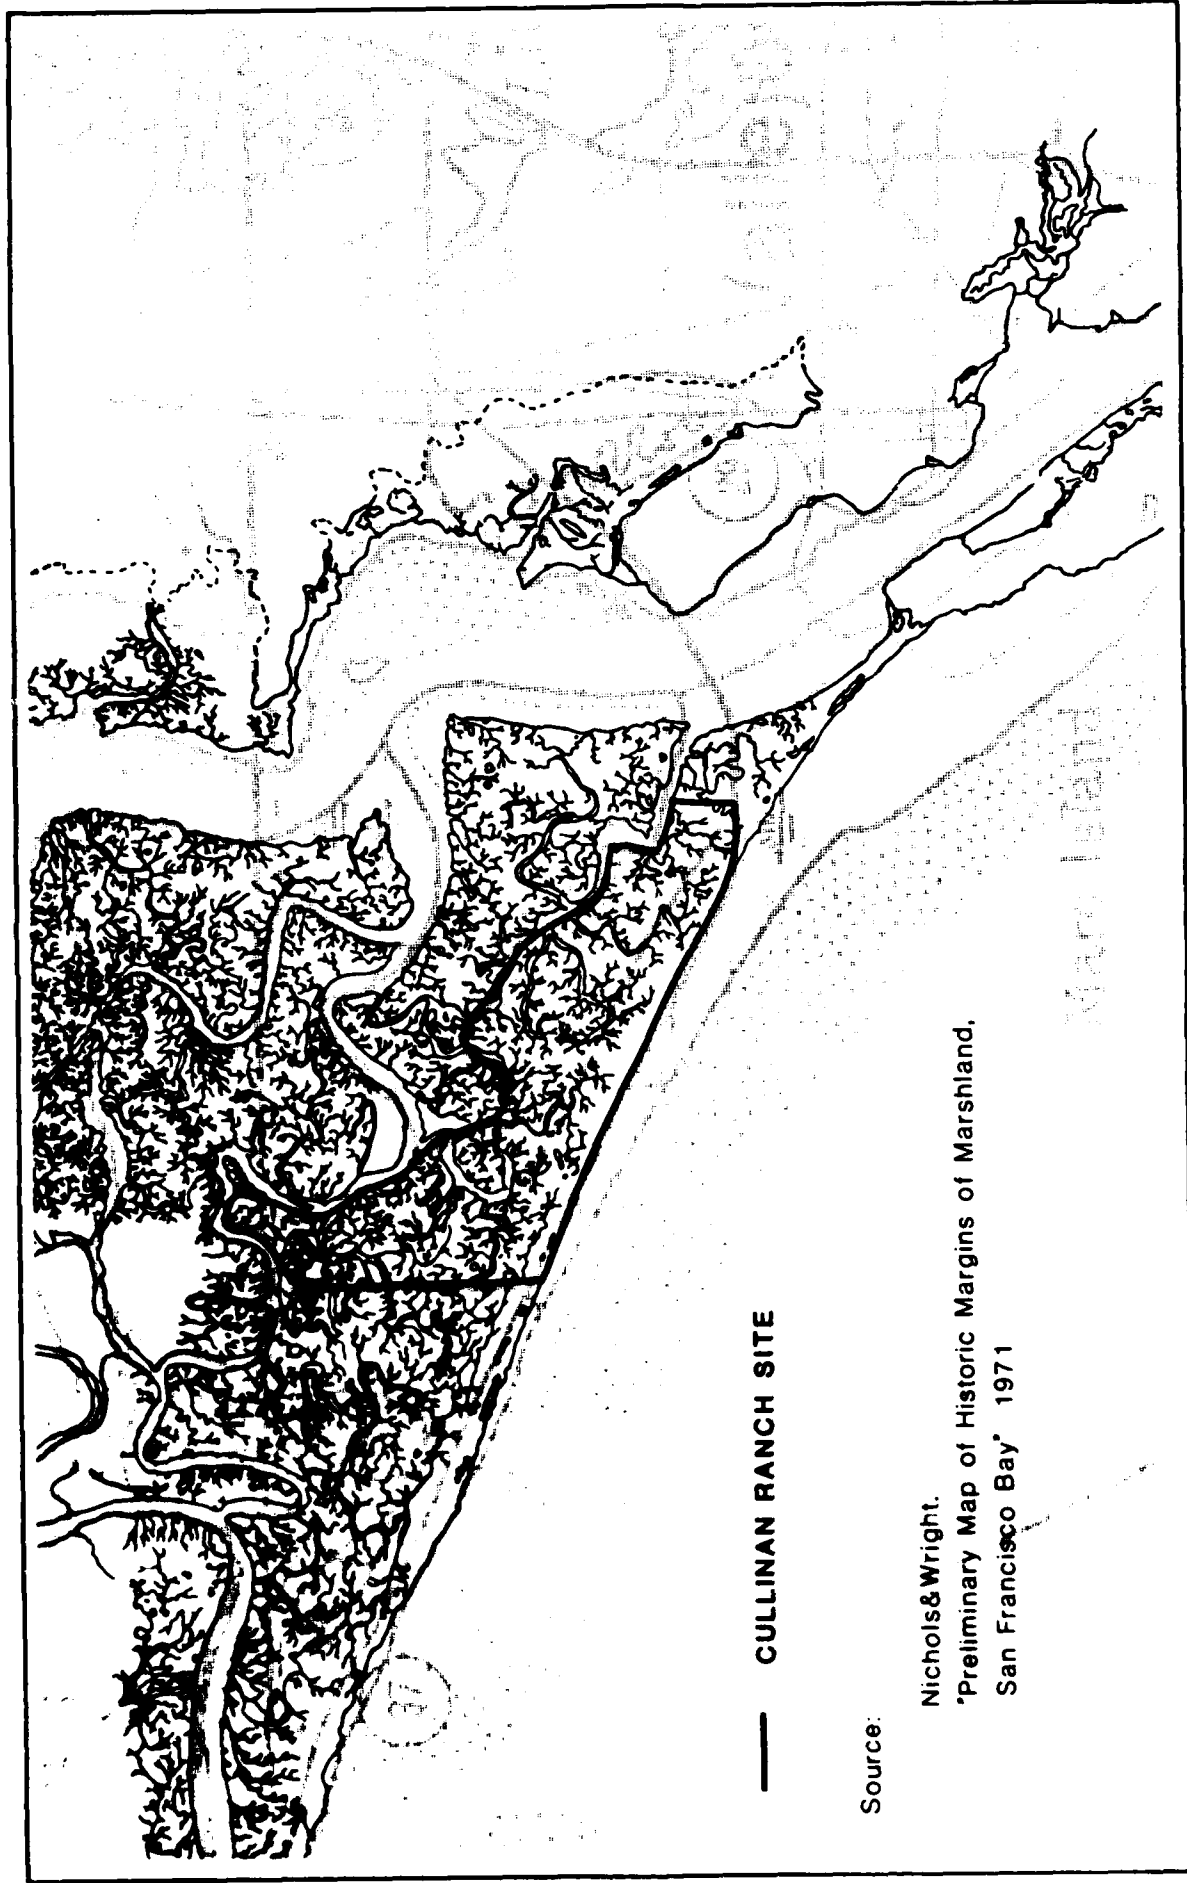 CULLINAN RANCH SITE
Source:
Nichols&Wright.
"Preliminary Map of Historic Margins of Marshland,
San Francisco Bay" 1971